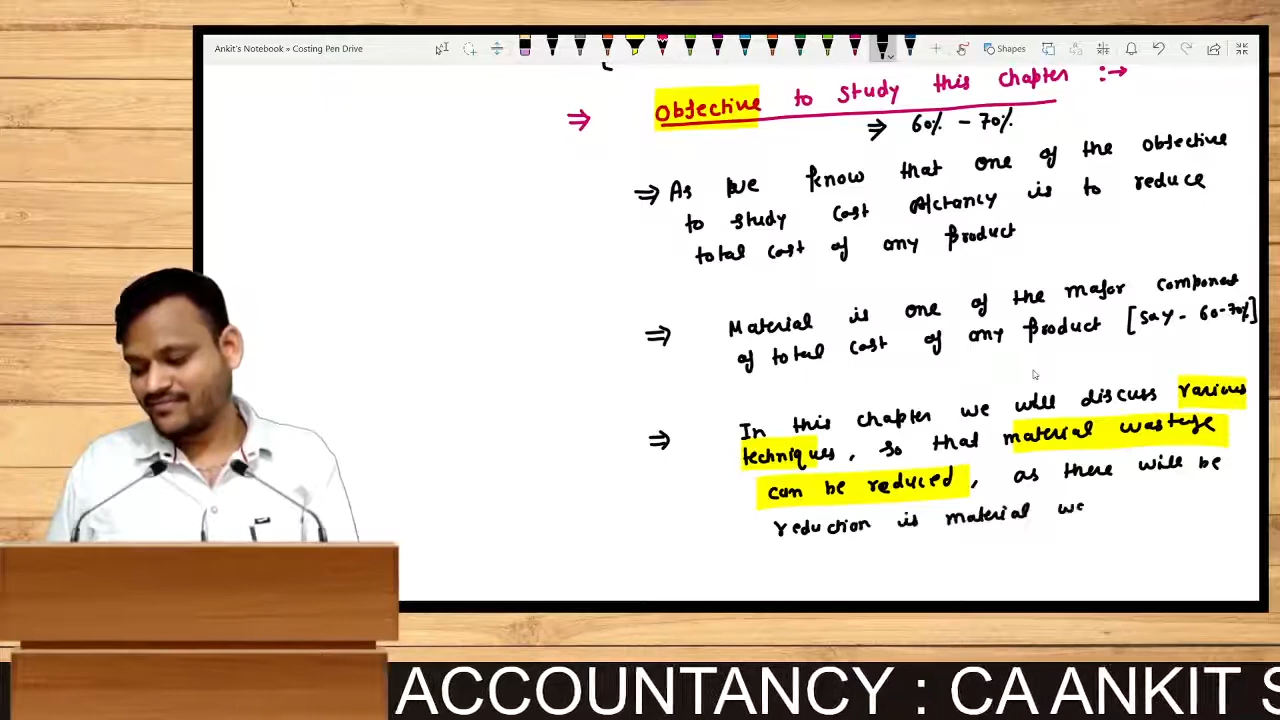 Ankit's Notebook » Costing Pen Drive
Shapes
⇒ Objective to study this chapter :→
⇒ 60% - 70%
⇒ As we know that one of the objective
to study cost A/ctancy is to reduce
total cost of any product
⇒ Material is one of the major component
of total cost of any product [Say - 60-70%]
⇒ In this chapter we will discuss various
techniques, so that material wastage
can be reduced, as there will be
reduction is material we
ACCOUNTANCY : CA ANKIT S